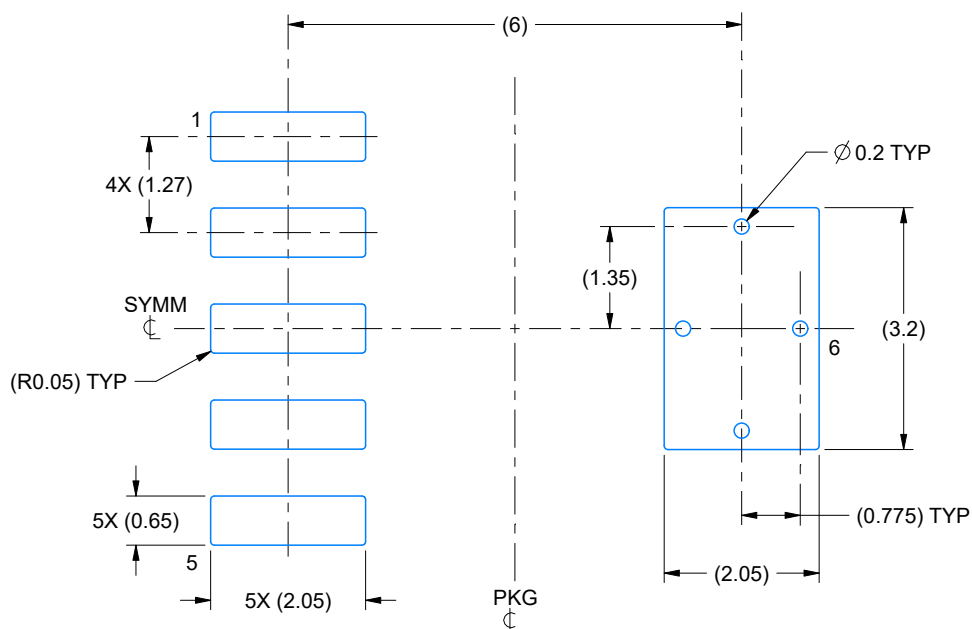 (6)
1
∅ 0.2 TYP
4X (1.27)
(1.35)
SYMM
℄
(3.2)
6
(R0.05) TYP
5X (0.65)
(0.775) TYP
5
(2.05)
5X (2.05)
PKG
℄